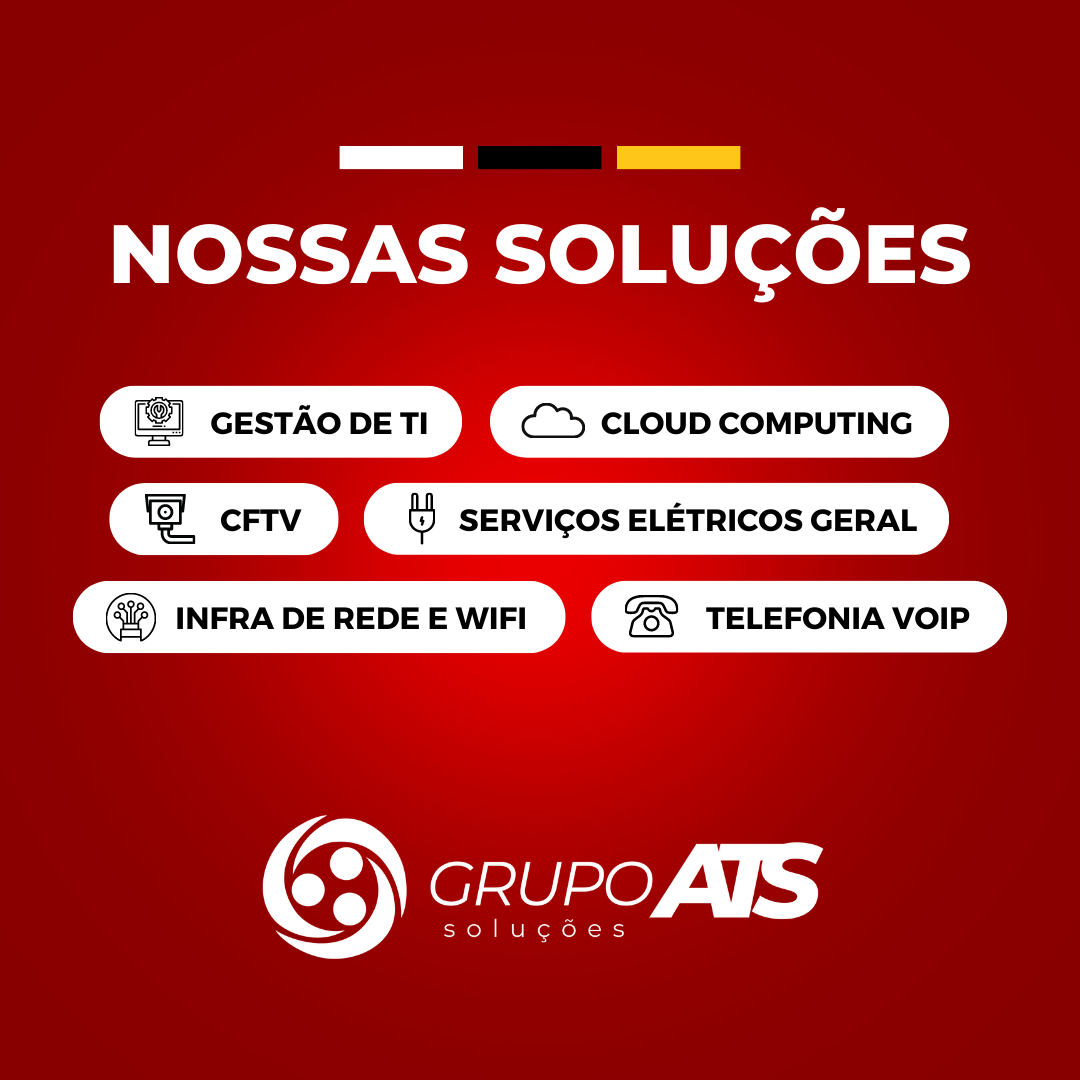 NOSSAS SOLUÇÕES
GESTÃO DE TI
CLOUD COMPUTING
CFTV
SERVIÇOS ELÉTRICOS GERAL
INFRA DE REDE E WIFI
TELEFONIA VOIP
GRUPO ATS
soluções